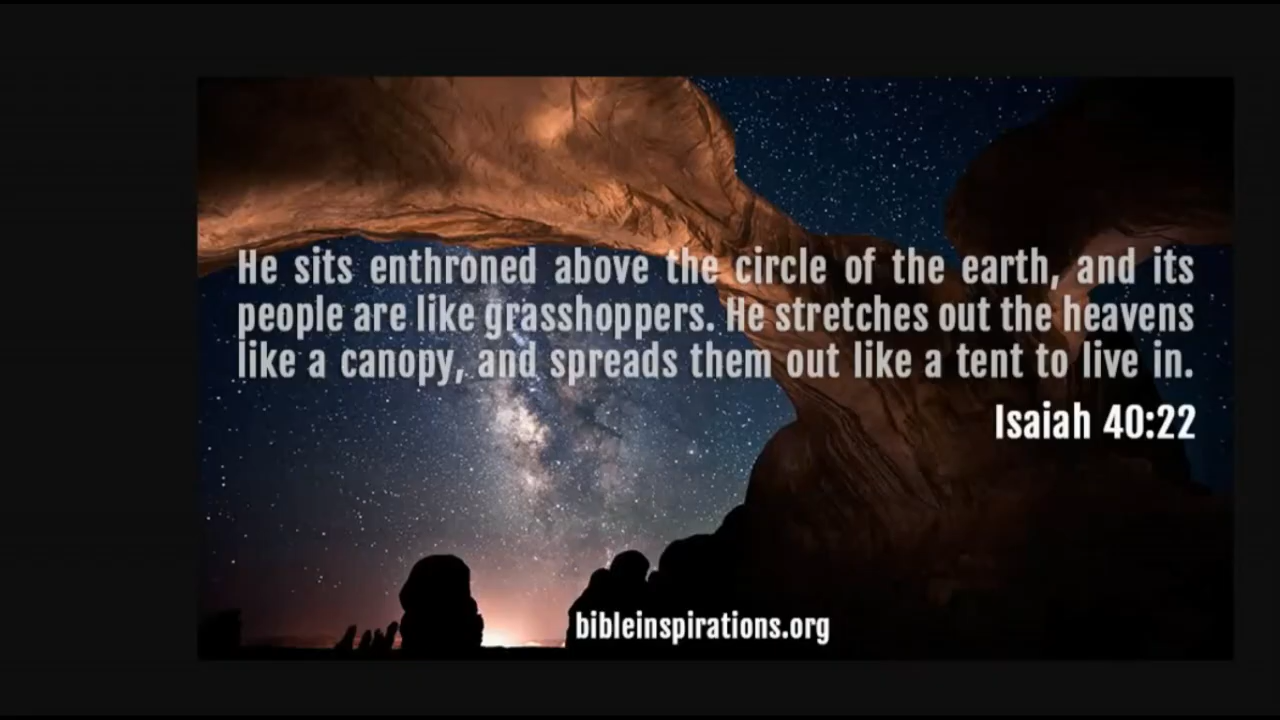 He sits enthroned above the circle of the earth, and its
people are like grasshoppers. He stretches out the heavens
like a canopy, and spreads them out like a tent to live in.
Isaiah 40:22
bibleinspirations.org